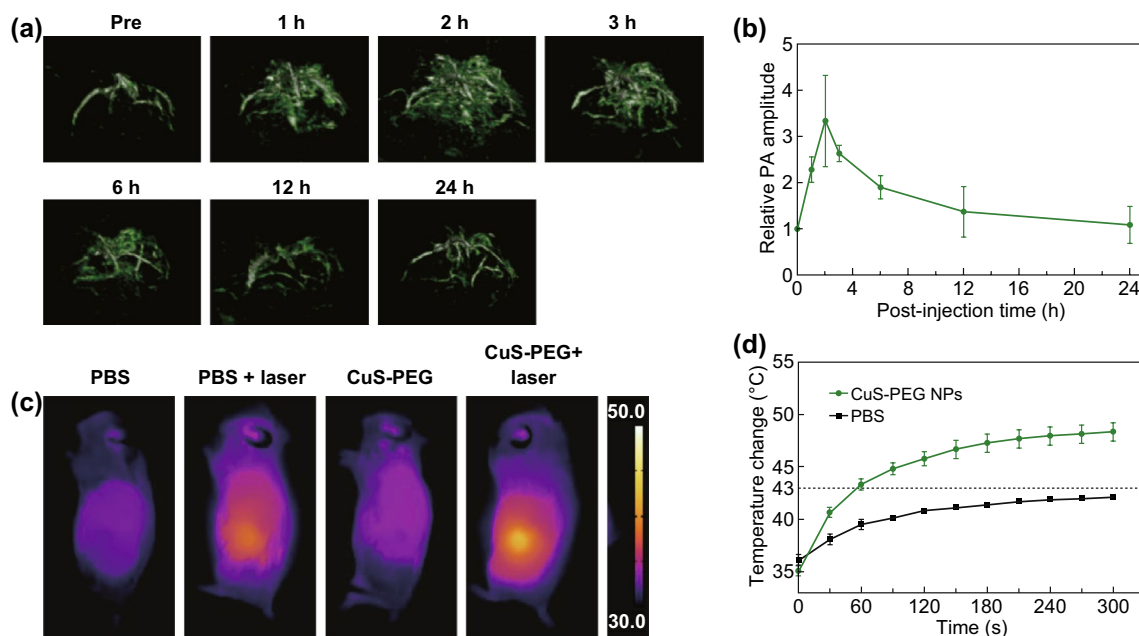 (a)
Pre
1 h
2 h
3 h
6 h
12 h
24 h
(b)
Relative PA amplitude
5
4
3
2
1
0
0
4
8
12
16
20
24
Post-injection time (h)
(c)
PBS
PBS + laser
CuS-PEG
CuS-PEG+
laser
50.0
30.0
(d)
Temperature change (°C)
55
50
45
43
40
35
CuS-PEG NPs
PBS
0
60
120
180
240
300
Time (s)